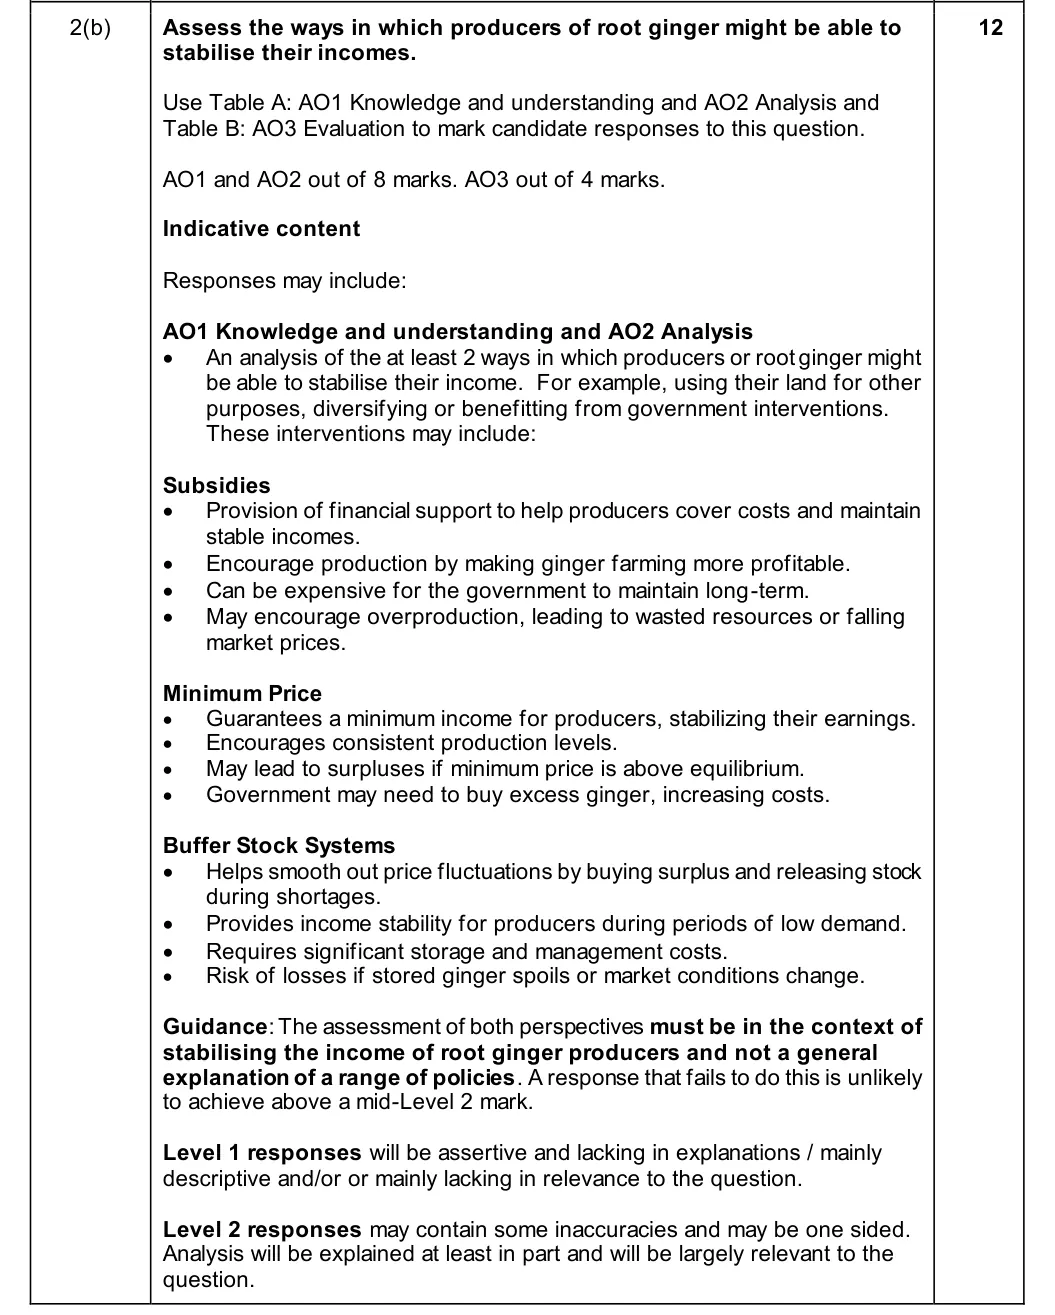 2(b)
Assess the ways in which producers of root ginger might be able to
stabilise their incomes.
12
Use Table A: AO1 Knowledge and understanding and AO2 Analysis and
Table B: AO3 Evaluation to mark candidate responses to this question.
AO1 and AO2 out of 8 marks. AO3 out of 4 marks.
Indicative content
Responses may include:
AO1 Knowledge and understanding and AO2 Analysis
• An analysis of the at least 2 ways in which producers or root ginger might
be able to stabilise their income. For example, using their land for other
purposes, diversifying or benefitting from government interventions.
These interventions may include:
Subsidies
• Provision of financial support to help producers cover costs and maintain
stable incomes.
• Encourage production by making ginger farming more profitable.
• Can be expensive for the government to maintain long-term.
• May encourage overproduction, leading to wasted resources or falling
market prices.
Minimum Price
• Guarantees a minimum income for producers, stabilizing their earnings.
• Encourages consistent production levels.
• May lead to surpluses if minimum price is above equilibrium.
• Government may need to buy excess ginger, increasing costs.
Buffer Stock Systems
• Helps smooth out price fluctuations by buying surplus and releasing stock
during shortages.
• Provides income stability for producers during periods of low demand.
• Requires significant storage and management costs.
• Risk of losses if stored ginger spoils or market conditions change.
Guidance: The assessment of both perspectives must be in the context of
stabilising the income of root ginger producers and not a general
explanation of a range of policies. A response that fails to do this is unlikely
to achieve above a mid-Level 2 mark.
Level 1 responses will be assertive and lacking in explanations / mainly
descriptive and/or or mainly lacking in relevance to the question.
Level 2 responses may contain some inaccuracies and may be one sided.
Analysis will be explained at least in part and will be largely relevant to the
question.